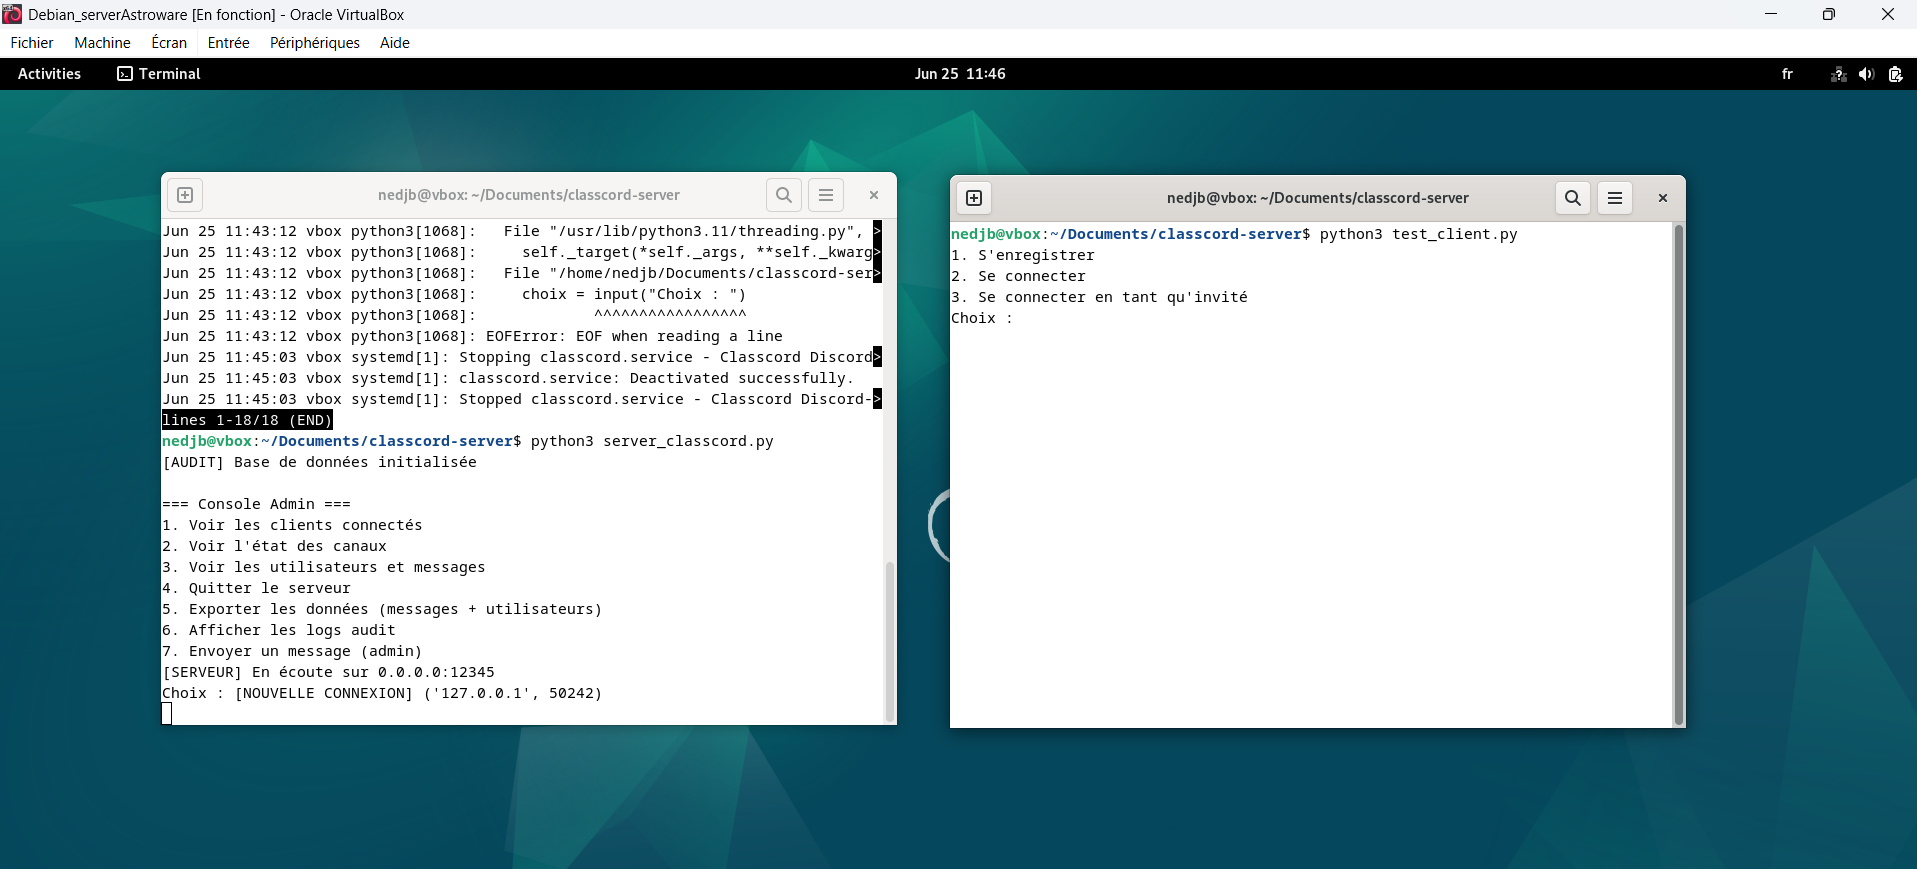 Debian_serverAstroware [En fonction] - Oracle VirtualBox
Fichier Machine Écran Entrée Périphériques Aide
Activities Terminal Jun 25 11:46 fr
nedjb@vbox: ~/Documents/classcord-server
Jun 25 11:43:12 vbox python3[1068]:   File "/usr/lib/python3.11/threading.py", >
Jun 25 11:43:12 vbox python3[1068]:     self._target(*self._args, **self._kwarg>
Jun 25 11:43:12 vbox python3[1068]:   File "/home/nedjb/Documents/classcord-ser>
Jun 25 11:43:12 vbox python3[1068]:     choix = input("Choix : ")
Jun 25 11:43:12 vbox python3[1068]:             ^^^^^^^^^^^^^^^^^
Jun 25 11:43:12 vbox python3[1068]: EOFError: EOF when reading a line
Jun 25 11:45:03 vbox systemd[1]: Stopping classcord.service - Classcord Discord>
Jun 25 11:45:03 vbox systemd[1]: classcord.service: Deactivated successfully.
Jun 25 11:45:03 vbox systemd[1]: Stopped classcord.service - Classcord Discord->
lines 1-18/18 (END)
nedjb@vbox:~/Documents/classcord-server$ python3 server_classcord.py
[AUDIT] Base de données initialisée
=== Console Admin ===
1. Voir les clients connectés
2. Voir l'état des canaux
3. Voir les utilisateurs et messages
4. Quitter le serveur
5. Exporter les données (messages + utilisateurs)
6. Afficher les logs audit
7. Envoyer un message (admin)
[SERVEUR] En écoute sur 0.0.0.0:12345
Choix : [NOUVELLE CONNEXION] ('127.0.0.1', 50242)
nedjb@vbox: ~/Documents/classcord-server
nedjb@vbox:~/Documents/classcord-server$ python3 test_client.py
1. S'enregistrer
2. Se connecter
3. Se connecter en tant qu'invité
Choix :